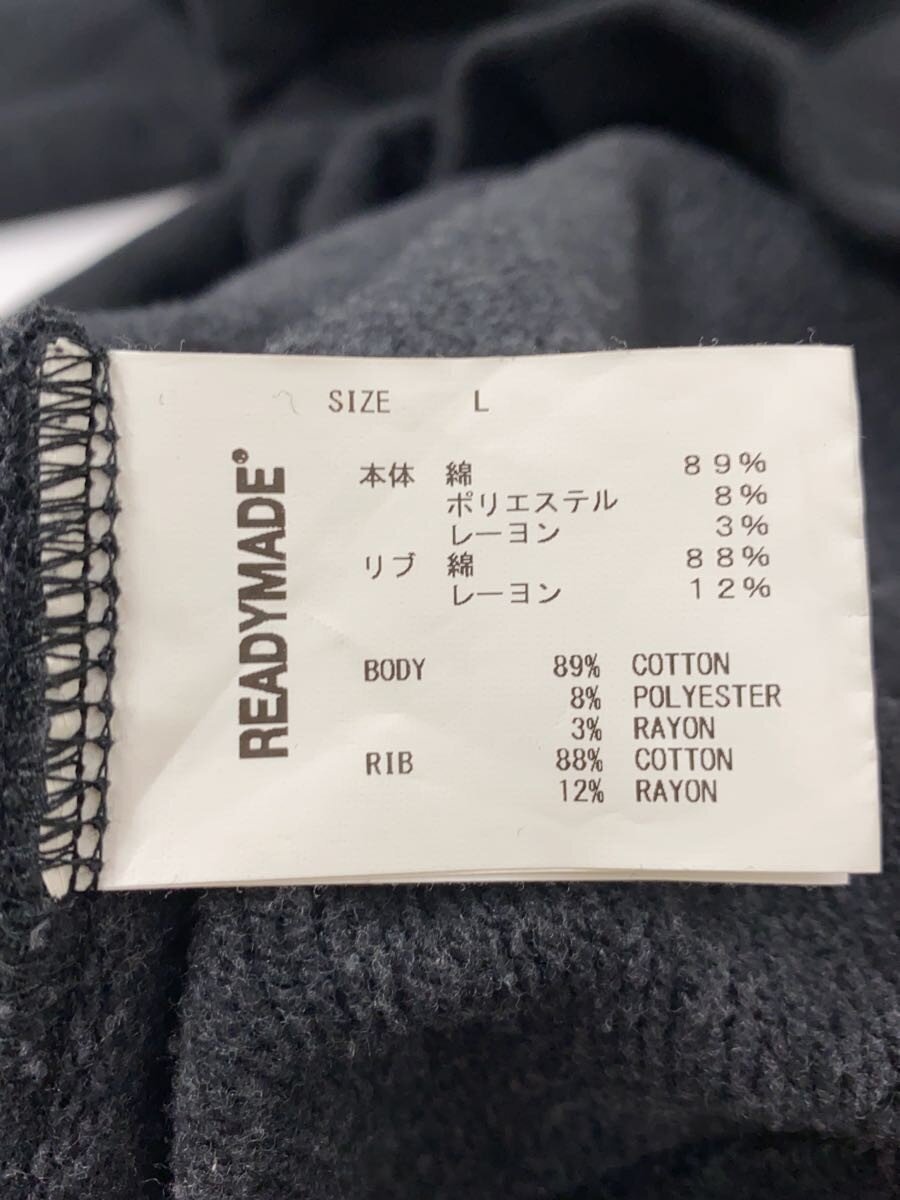 SIZE L
READYMADE®
本体 綿 89%
ポリエステル 8%
レーヨン 3%
リブ 綿 88%
レーヨン 12%
BODY 89% COTTON
8% POLYESTER
3% RAYON
RIB 88% COTTON
12% RAYON